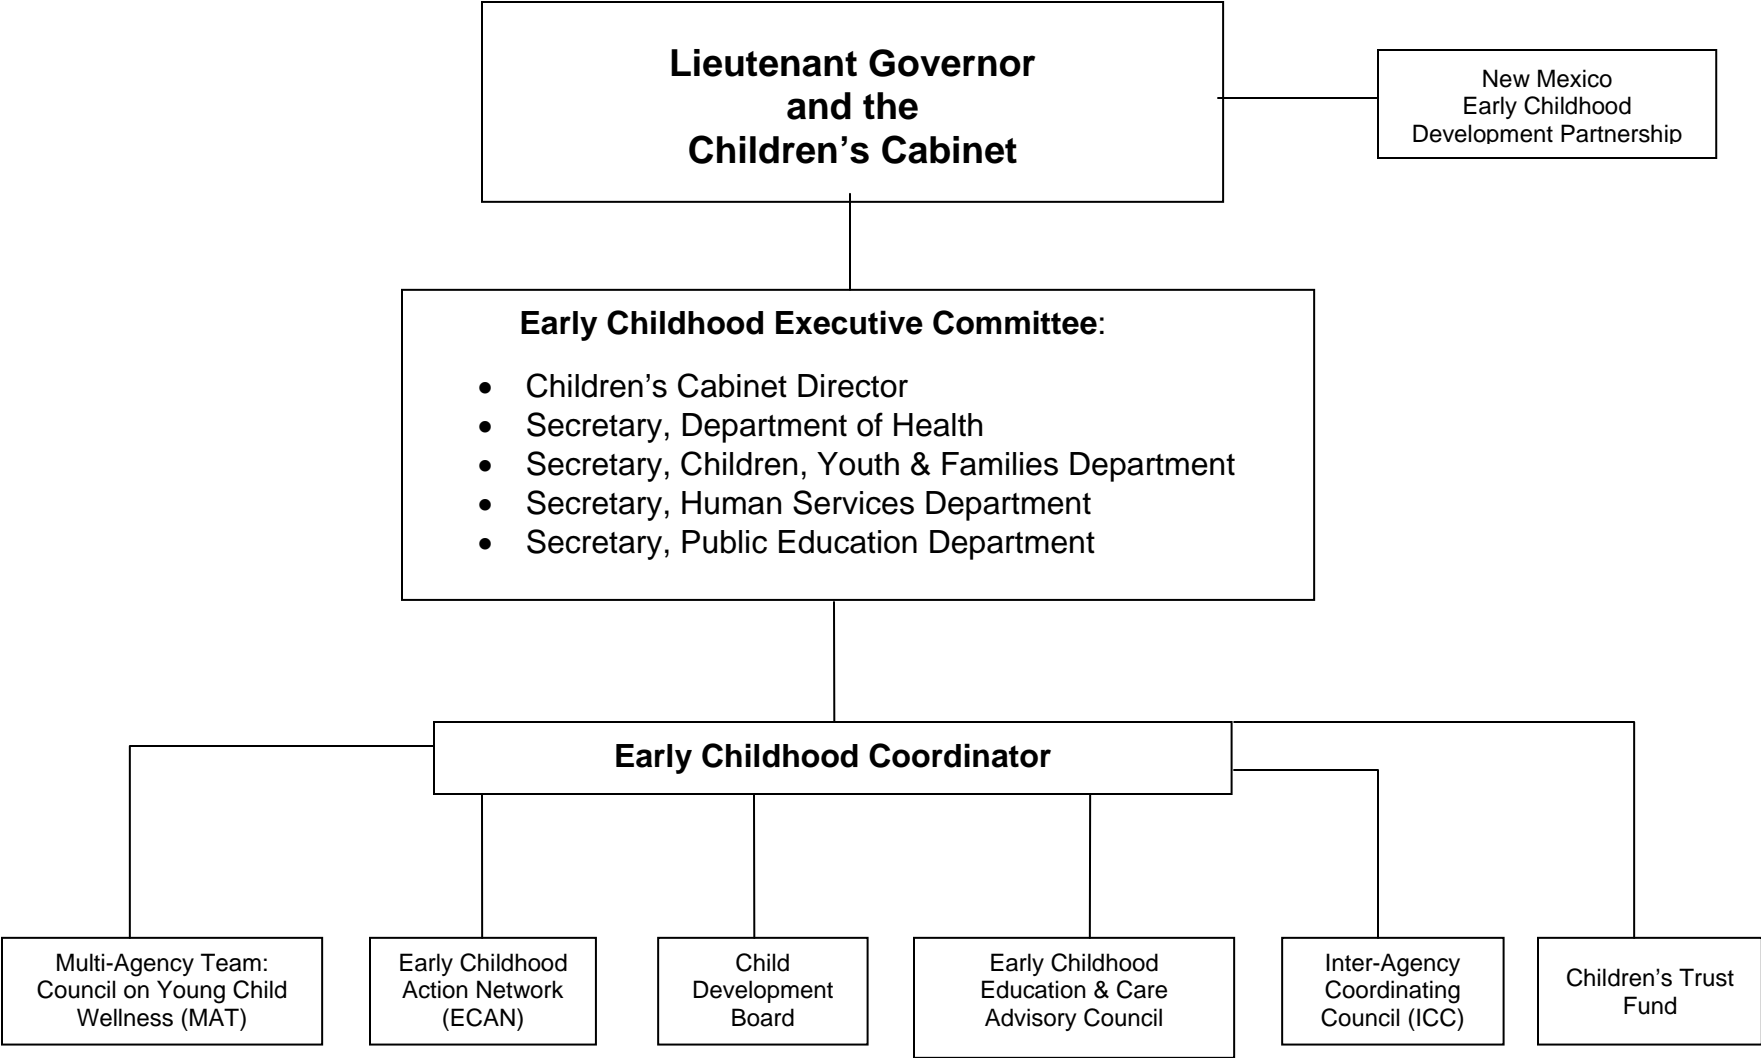 Lieutenant Governor
and the
Children’s Cabinet
New Mexico
Early Childhood
Development Partnership
Early Childhood Executive Committee:
• Children’s Cabinet Director
• Secretary, Department of Health
• Secretary, Children, Youth & Families Department
• Secretary, Human Services Department
• Secretary, Public Education Department
Early Childhood Coordinator
Multi-Agency Team:
Council on Young Child
Wellness (MAT)
Early Childhood
Action Network
(ECAN)
Child
Development
Board
Early Childhood
Education & Care
Advisory Council
Inter-Agency
Coordinating
Council (ICC)
Children’s Trust
Fund